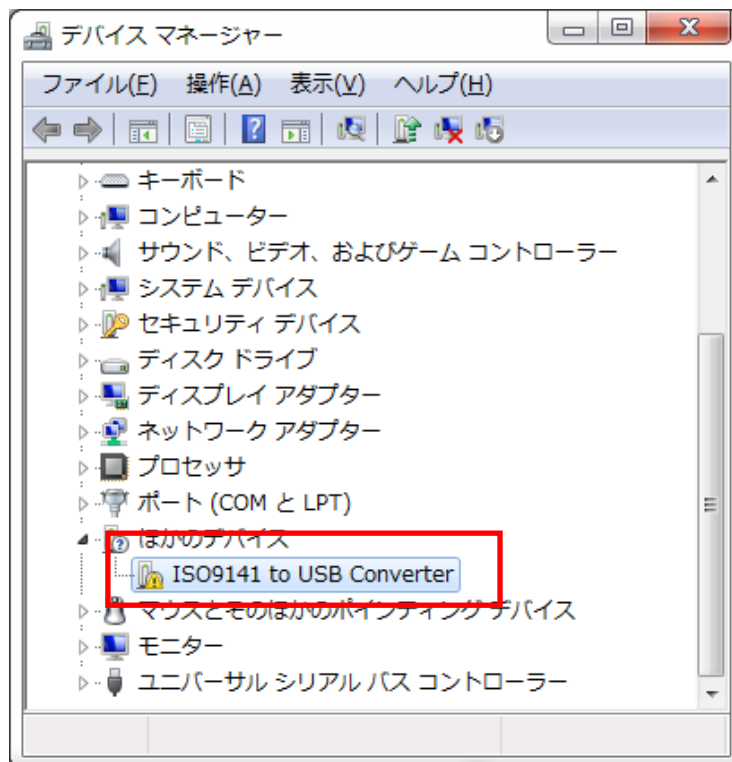 デバイス マネージャー
ファイル(F) 操作(A) 表示(V) ヘルプ(H)
キーボード
コンピューター
サウンド、ビデオ、およびゲーム コントローラー
システム デバイス
セキュリティ デバイス
ディスク ドライブ
ディスプレイ アダプター
ネットワーク アダプター
プロセッサ
ポート (COM と LPT)
ほかのデバイス
ISO9141 to USB Converter
マウスとそのほかのポインティング デバイス
モニター
ユニバーサル シリアル バス コントローラー